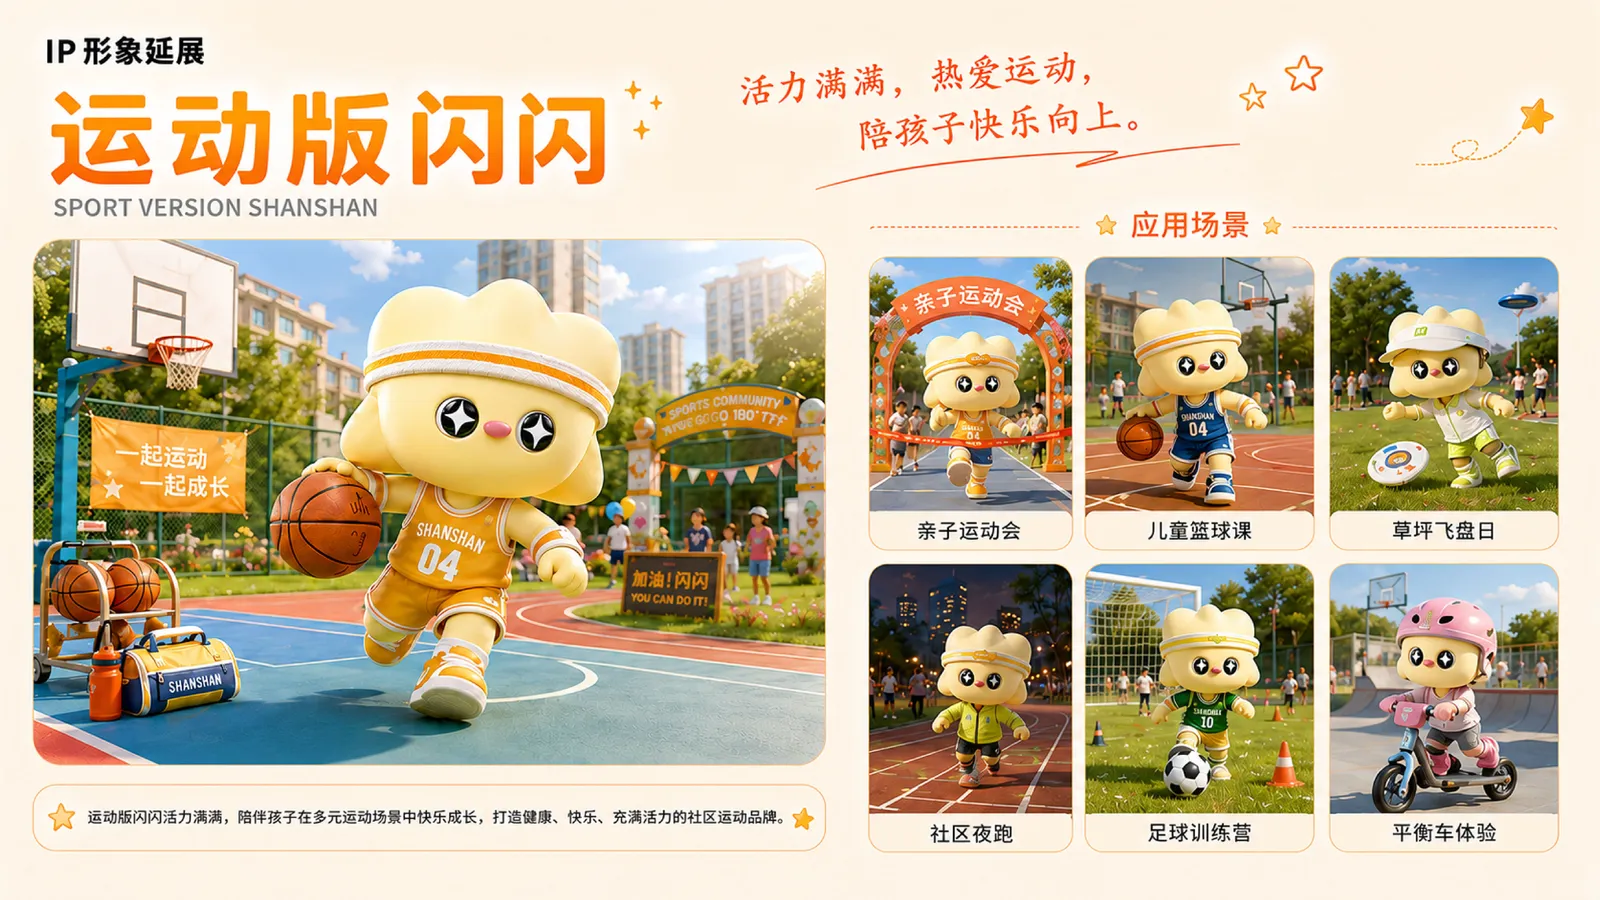 IP 形象延展
运动版闪闪
SPORT VERSION SHANSHAN
活力满满，热爱运动，
陪孩子快乐向上。
一起运动
一起成长
SPORTS COMMUNITY
SHANSHAN
04
加油！闪闪
YOU CAN DO IT!
SHANSHAN
运动版闪闪活力满满，陪伴孩子在多元运动场景中快乐成长，打造健康、快乐、充满活力的社区运动品牌。
应用场景
亲子运动会
04
亲子运动会
SHANSHAN
04
儿童篮球课
草坪飞盘日
社区夜跑
10
足球训练营
平衡车体验